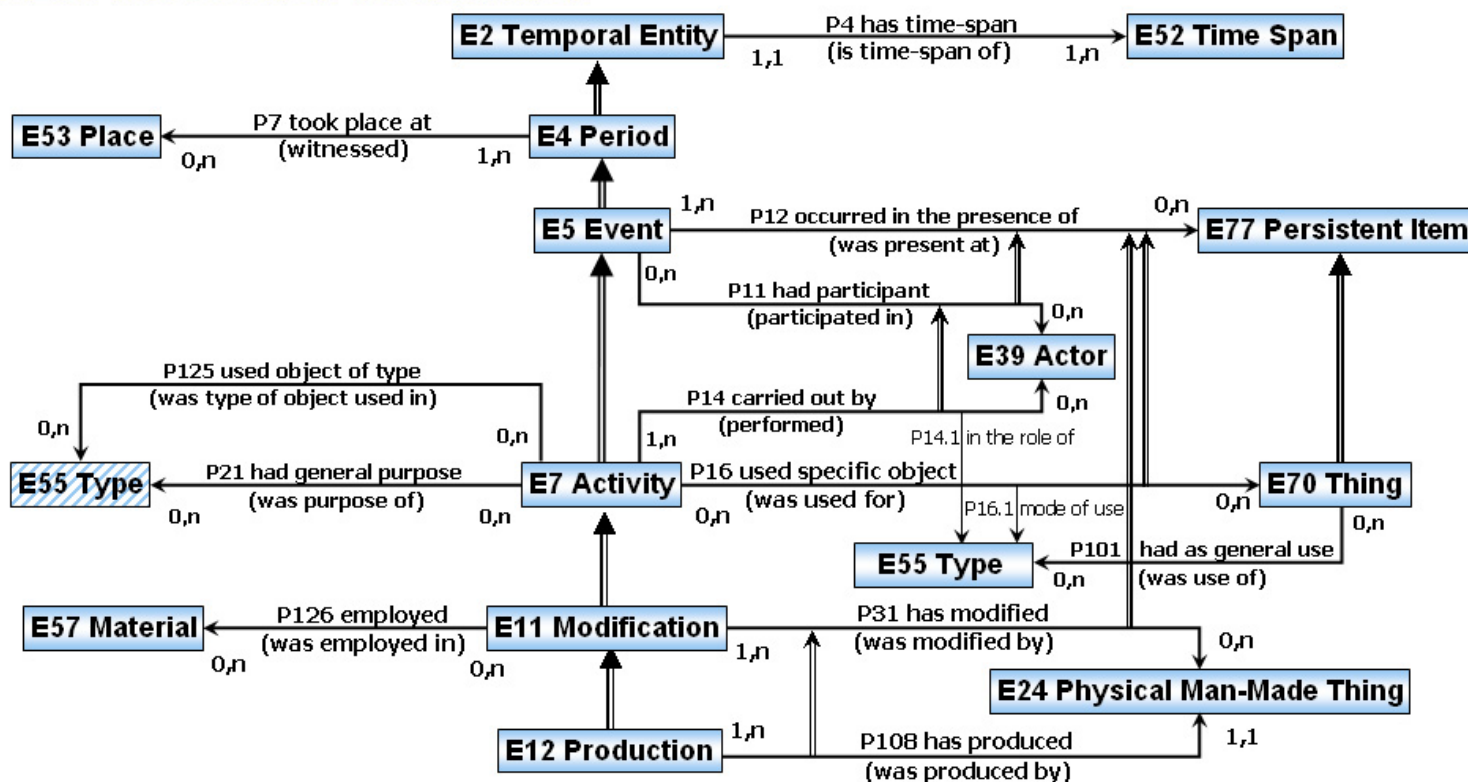 E2 Temporal Entity
P4 has time-span
(is time-span of)
1,1
1,n
E52 Time Span
E53 Place
P7 took place at
(witnessed)
0,n
1,n
E4 Period
E5 Event
1,n
P12 occurred in the presence of
(was present at)
0,n
E77 Persistent Item
0,n
P11 had participant
(participated in)
0,n
E39 Actor
P125 used object of type
(was type of object used in)
0,n
0,n
P14 carried out by
(performed)
1,n
0,n
P14.1 in the role of
E55 Type
P21 had general purpose
(was purpose of)
0,n
0,n
E7 Activity
P16 used specific object
(was used for)
0,n
0,n
E70 Thing
P16.1 mode of use
0,n
E55 Type
P101 had as general use
(was use of)
0,n
E57 Material
P126 employed
(was employed in)
0,n
0,n
E11 Modification
P31 has modified
(was modified by)
1,n
0,n
E24 Physical Man-Made Thing
E12 Production
1,n
P108 has produced
(was produced by)
1,1